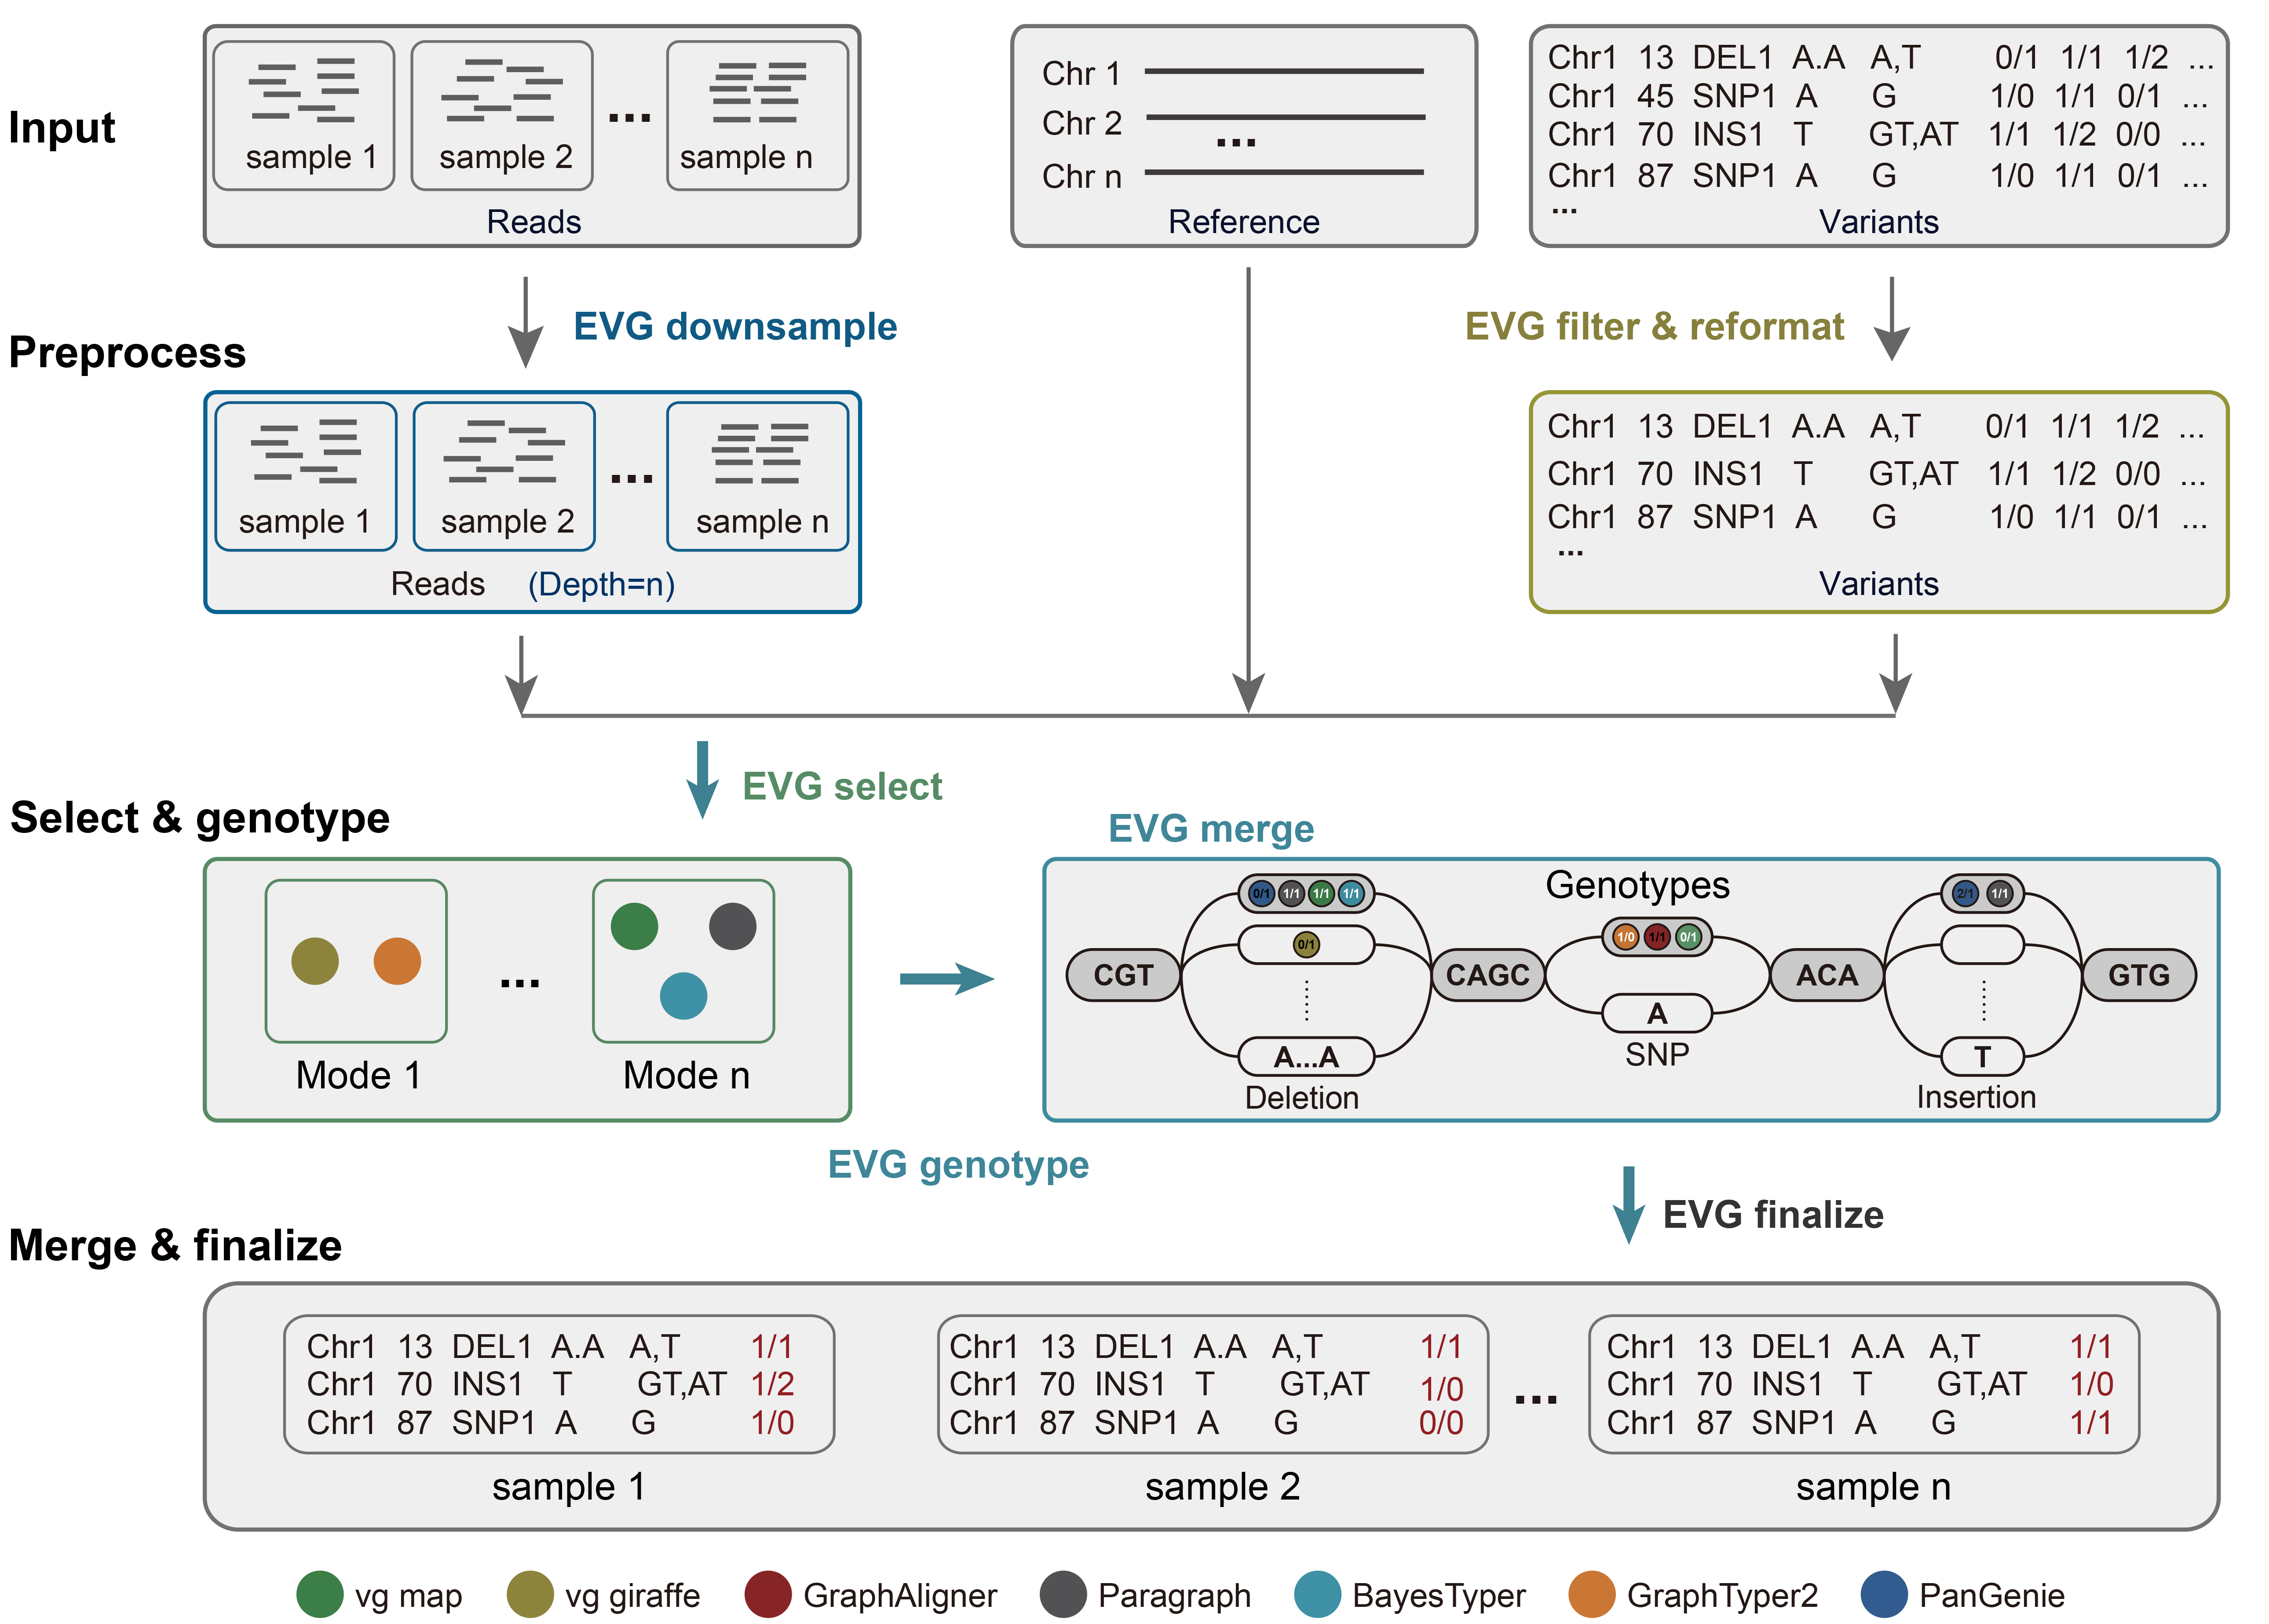 Input
sample 1
sample 2
...
sample n
Reads
Chr 1
Chr 2
...
Chr n
Reference
Chr1 13 DEL1 A.A A,T 0/1 1/1 1/2 ...
Chr1 45 SNP1 A G 1/0 1/1 0/1 ...
Chr1 70 INS1 T GT,AT 1/1 1/2 0/0 ...
Chr1 87 SNP1 A G 1/0 1/1 0/1 ...
...
Variants
Preprocess
EVG downsample
EVG filter & reformat
sample 1
sample 2
...
sample n
Reads (Depth=n)
Chr1 13 DEL1 A.A A,T 0/1 1/1 1/2 ...
Chr1 70 INS1 T GT,AT 1/1 1/2 0/0 ...
Chr1 87 SNP1 A G 1/0 1/1 0/1 ...
...
Variants
EVG select
Select & genotype
EVG merge
Mode 1
...
Mode n
Genotypes
0/1 1/1 1/1 1/1
0/1
CGT
A...A
Deletion
CAGC
1/0 1/1 0/1
A
SNP
ACA
2/1 1/1
T
Insertion
GTG
EVG genotype
EVG finalize
Merge & finalize
Chr1 13 DEL1 A.A A,T 1/1
Chr1 70 INS1 T GT,AT 1/2
Chr1 87 SNP1 A G 1/0
sample 1
Chr1 13 DEL1 A.A A,T 1/1
Chr1 70 INS1 T GT,AT 1/0
Chr1 87 SNP1 A G 0/0
sample 2
...
Chr1 13 DEL1 A.A A,T 1/1
Chr1 70 INS1 T GT,AT 1/0
Chr1 87 SNP1 A G 1/1
sample n
vg map
vg giraffe
GraphAligner
Paragraph
BayesTyper
GraphTyper2
PanGenie